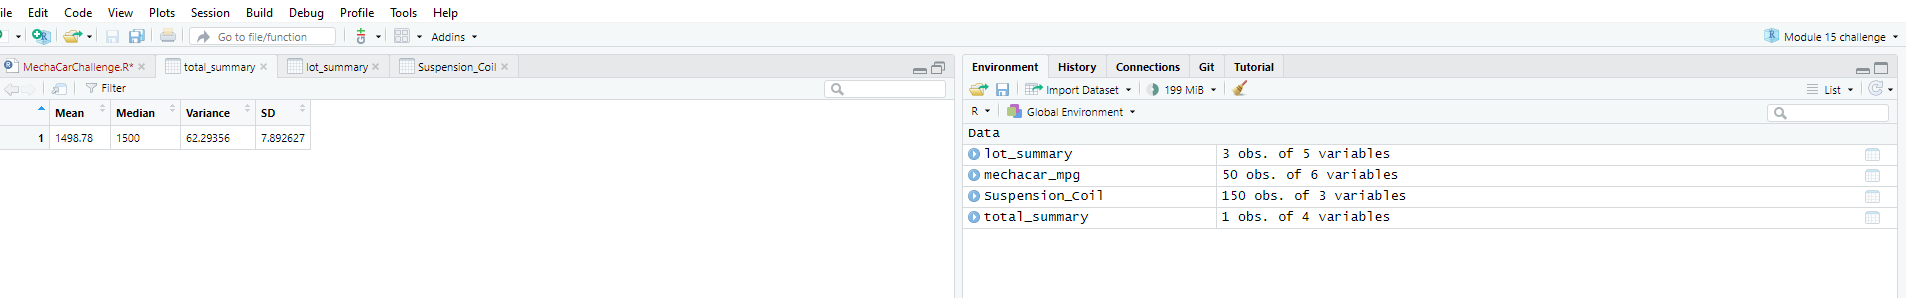 ile Edit Code View Plots Session Build Debug Profile Tools Help
Go to file/function Addins Module 15 challenge
MechaCarChallenge.R* total_summary lot_summary Suspension_Coil
Filter
Mean Median Variance SD
1 1498.78 1500 62.29356 7.892627
Environment History Connections Git Tutorial
Import Dataset 199 MiB List
R Global Environment
Data
lot_summary 3 obs. of 5 variables
mechacar_mpg 50 obs. of 6 variables
Suspension_Coil 150 obs. of 3 variables
total_summary 1 obs. of 4 variables